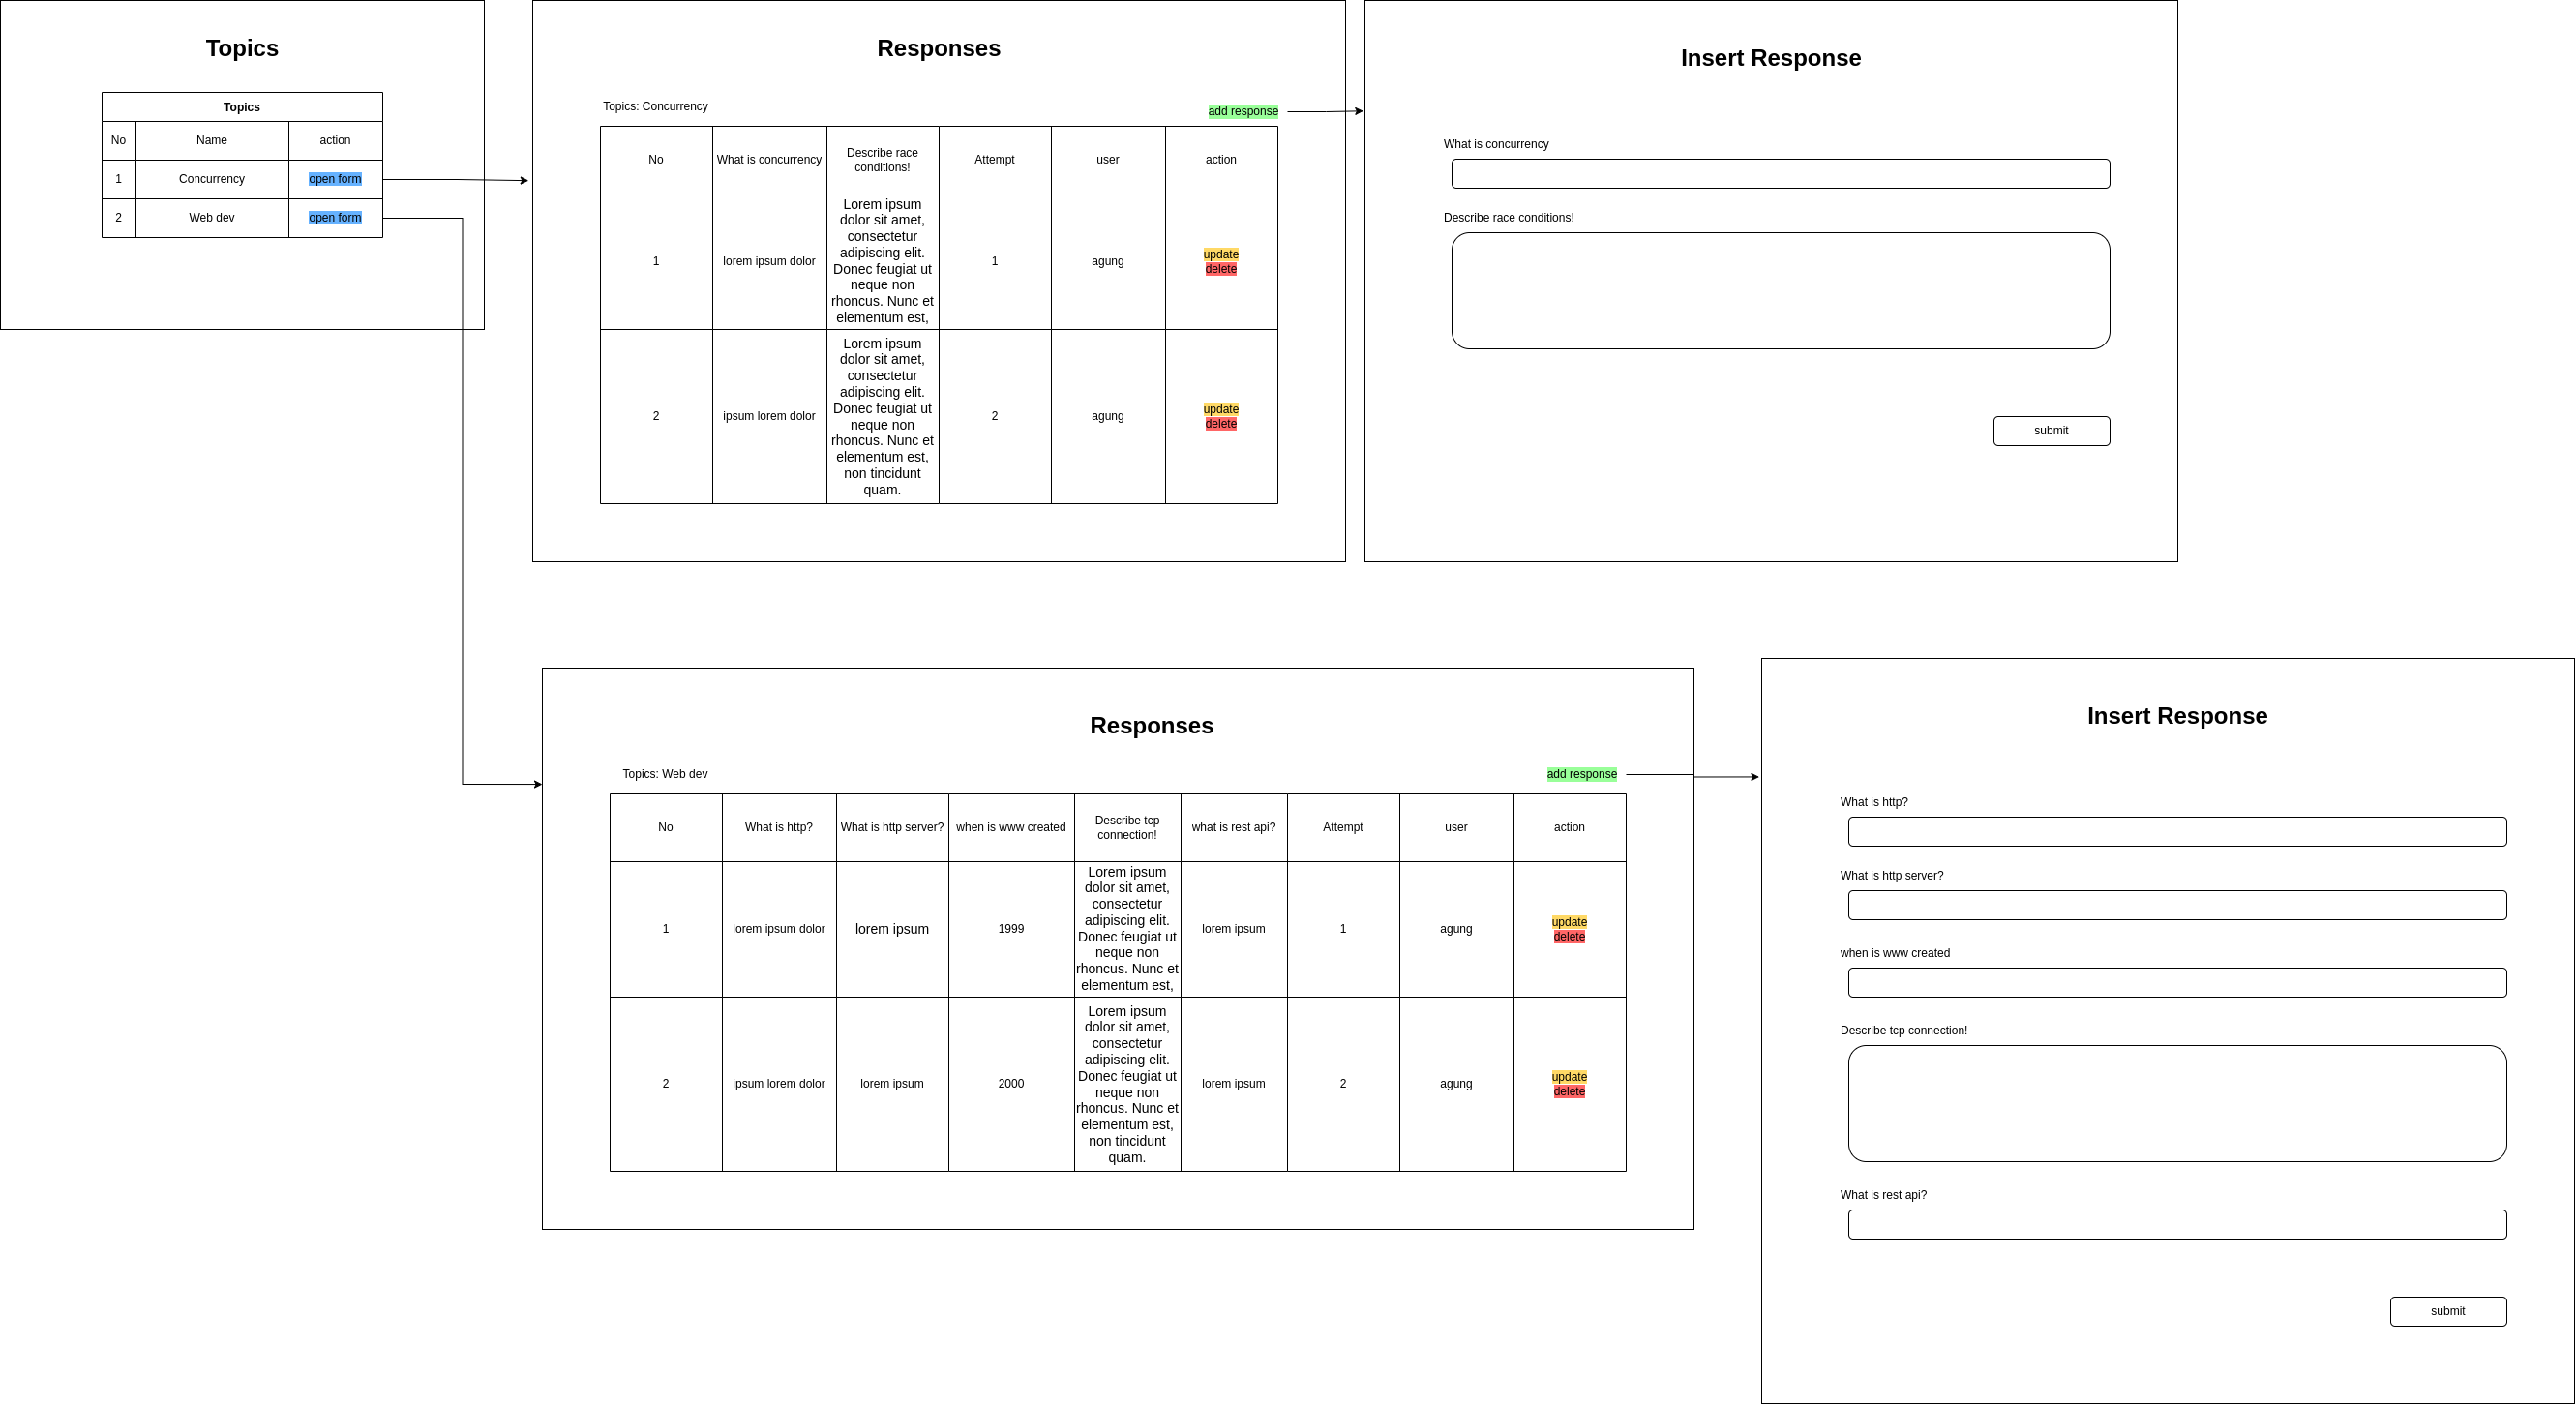 Topics
Topics
No
Name
action
1
Concurrency
open form
2
Web dev
open form
Responses
Topics: Concurrency
add response
No
What is concurrency
Describe race
conditions!
Attempt
user
action
1
lorem ipsum dolor
Lorem ipsum
dolor sit amet,
consectetur
adipiscing elit.
Donec feugiat ut
neque non
rhoncus. Nunc et
elementum est,
1
agung
update
delete
2
ipsum lorem dolor
Lorem ipsum
dolor sit amet,
consectetur
adipiscing elit.
Donec feugiat ut
neque non
rhoncus. Nunc et
elementum est,
non tincidunt
quam.
2
agung
update
delete
Insert Response
What is concurrency
Describe race conditions!
submit
Responses
Topics: Web dev
add response
No
What is http?
What is http server?
when is www created
Describe tcp
connection!
what is rest api?
Attempt
user
action
1
lorem ipsum dolor
lorem ipsum
1999
Lorem ipsum
dolor sit amet,
consectetur
adipiscing elit.
Donec feugiat ut
neque non
rhoncus. Nunc et
elementum est,
lorem ipsum
1
agung
update
delete
2
ipsum lorem dolor
lorem ipsum
2000
Lorem ipsum
dolor sit amet,
consectetur
adipiscing elit.
Donec feugiat ut
neque non
rhoncus. Nunc et
elementum est,
non tincidunt
quam.
lorem ipsum
2
agung
update
delete
Insert Response
What is http?
What is http server?
when is www created
Describe tcp connection!
What is rest api?
submit